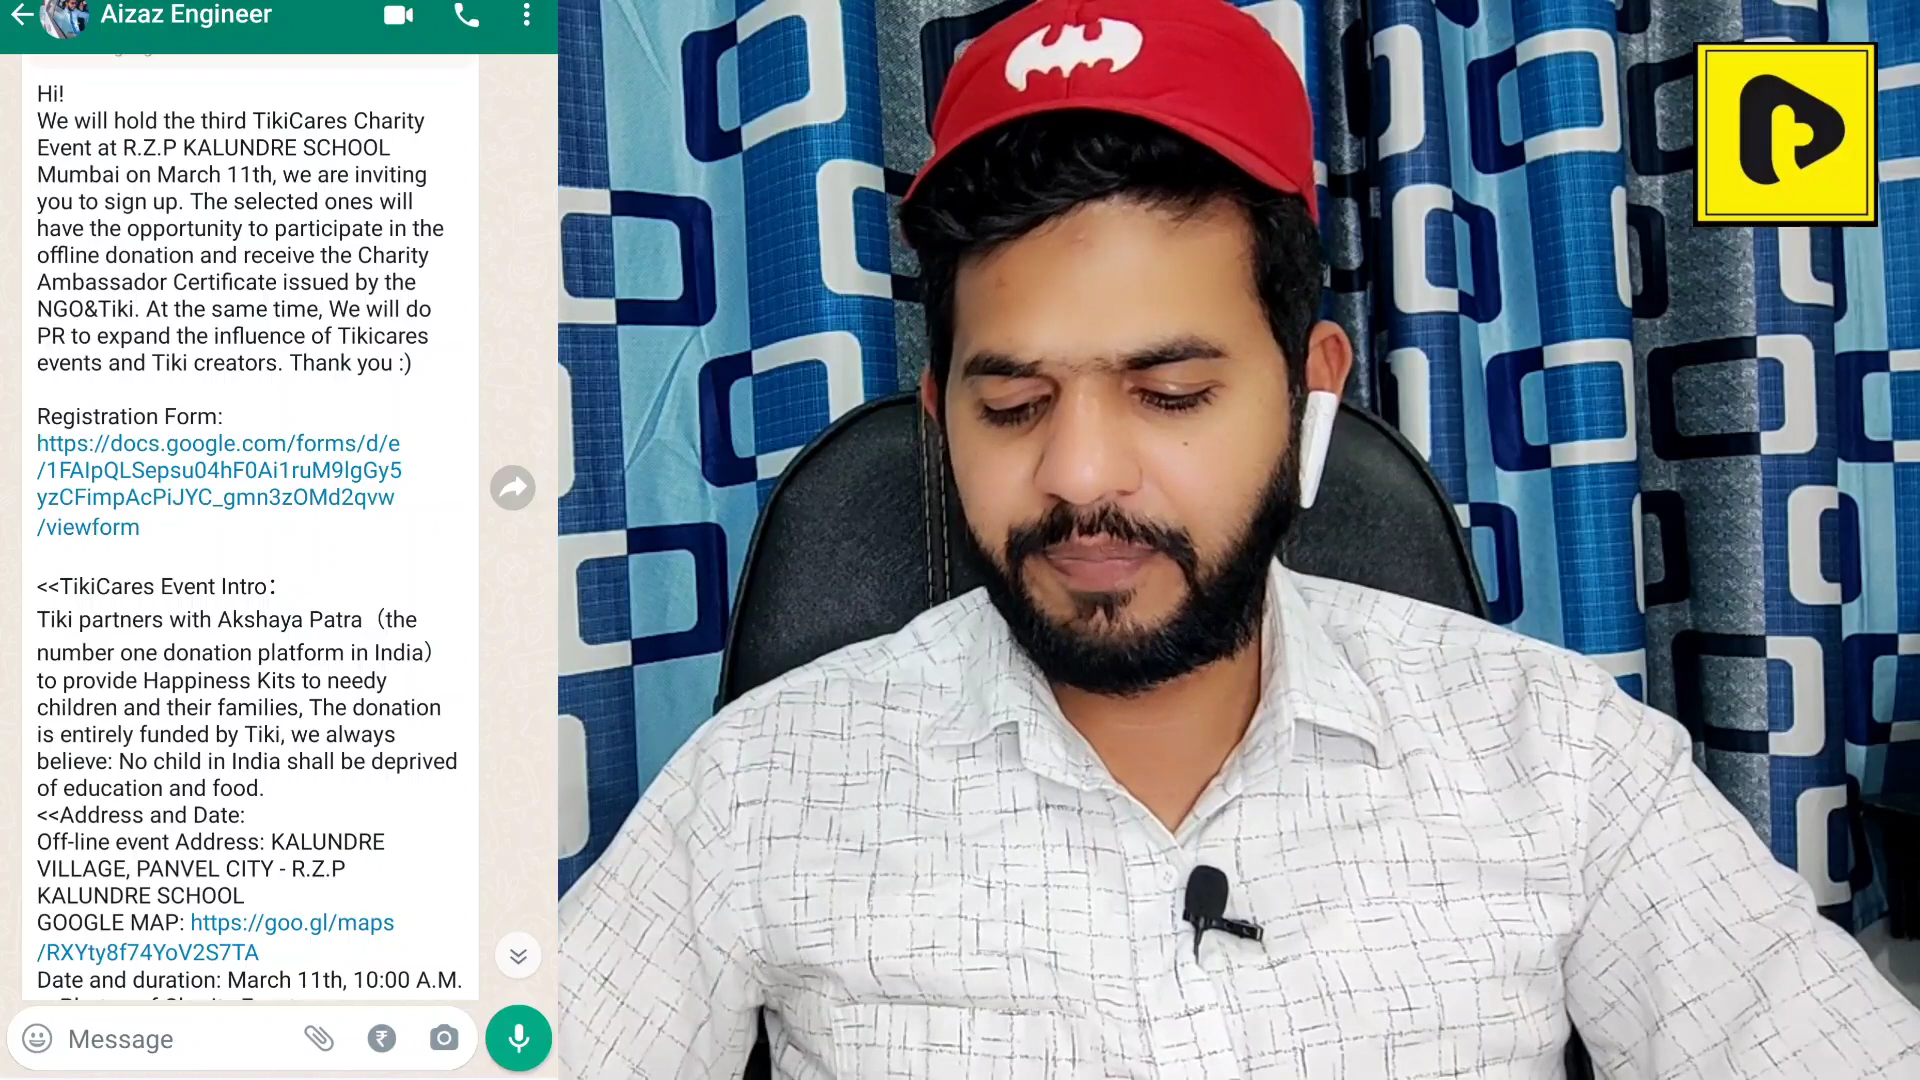 Aizaz Engineer
Hi!
We will hold the third TikiCares Charity
Event at R.Z.P KALUNDRE SCHOOL
Mumbai on March 11th, we are inviting
you to sign up. The selected ones will
have the opportunity to participate in the
offline donation and receive the Charity
Ambassador Certificate issued by the
NGO&Tiki. At the same time, We will do
PR to expand the influence of Tikicares
events and Tiki creators. Thank you :)
Registration Form:
https://docs.google.com/forms/d/e
/1FAIpQLSepsu04hF0Ai1ruM9lgGy5
yzCFimpAcPiJYC_gmn3zOMd2qvw
/viewform
<<TikiCares Event Intro：
Tiki partners with Akshaya Patra（the
number one donation platform in India）
to provide Happiness Kits to needy
children and their families, The donation
is entirely funded by Tiki, we always
believe: No child in India shall be deprived
of education and food.
<<Address and Date:
Off-line event Address: KALUNDRE
VILLAGE, PANVEL CITY - R.Z.P
KALUNDRE SCHOOL
GOOGLE MAP: https://goo.gl/maps
/RXYty8f74YoV2S7TA
Date and duration: March 11th, 10:00 A.M.
Message